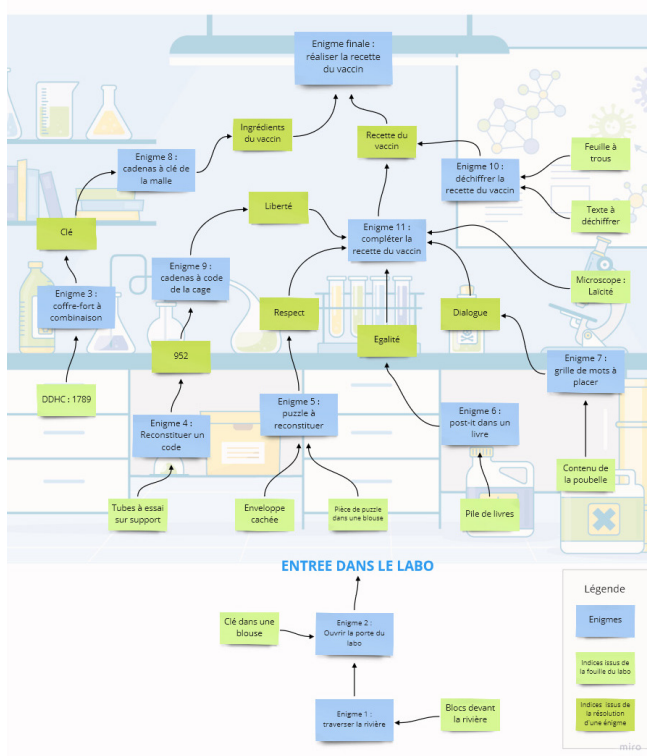 Enigme finale :
réaliser la recette
du vaccin
Ingrédients
du vaccin
Recette du
vaccin
Feuille à
trous
Enigme 8 :
cadenas à clé de
la malle
Enigme 10 :
déchiffrer la
recette du vaccin
Texte à
déchiffrer
Liberté
Clé
Enigme 11 :
compléter la
recette du vaccin
Enigme 9 :
cadenas à code
de la cage
Microscope :
Laïcité
Enigme 3 :
coffre-fort à
combinaison
Respect
Dialogue
Egalité
952
Enigme 7 :
grille de mots à
placer
DDHC : 1789
Enigme 5 :
puzzle à
reconstituer
Enigme 4 :
Reconstituer un
code
Enigme 6 :
post-it dans un
livre
Contenu de
la poubelle
Tubes à essai
sur support
Enveloppe
cachée
Pièce de puzzle
dans une blouse
Pile de livres
ENTREE DANS LE LABO
Légende
Clé dans une
blouse
Enigme 2 :
Ouvrir la porte du
labo
Enigmes
Indices issus de
la fouille du labo
Enigme 1 :
traverser la rivière
Blocs devant
la rivière
Indices issus de
la résolution
d'une énigme
miro